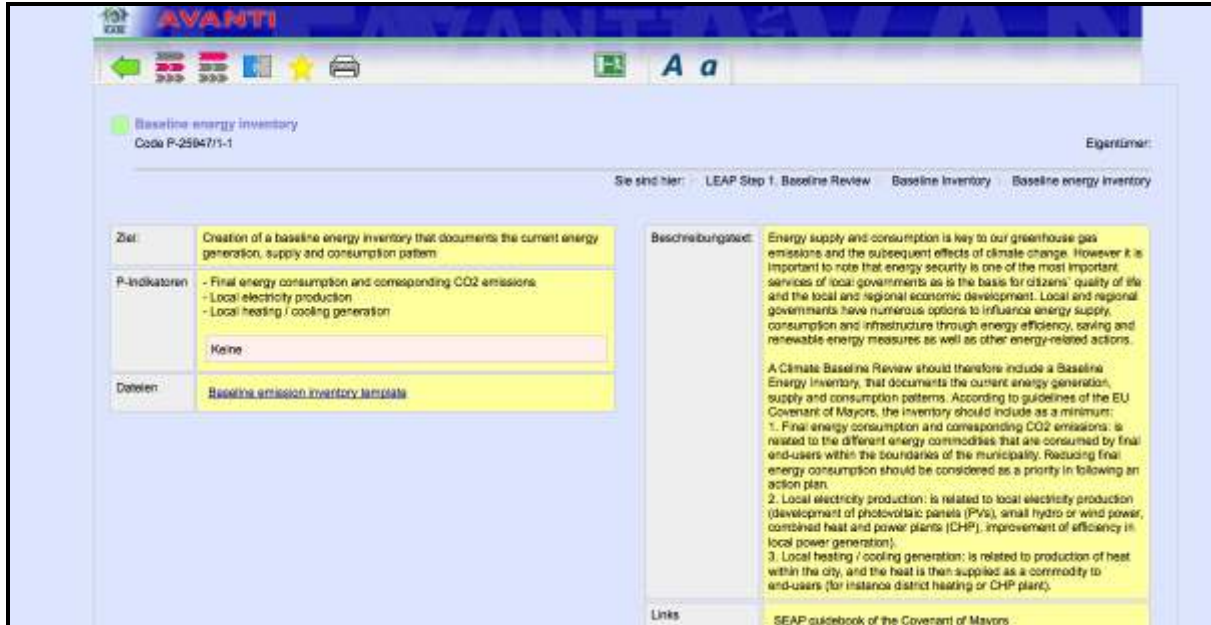 AVANTI
A a
Baseline energy inventory
Code P-25947/1-1
Eigentümer:
Sie sind hier: LEAP Step 1. Baseline Review Baseline Inventory Baseline energy inventory
Ziel:
Creation of a baseline energy inventory that documents the current energy
generation, supply and consumption pattern
P-Indikatoren
- Final energy consumption and corresponding CO2 emissions
- Local electricity production
- Local heating / cooling generation
Keine
Dateien
Baseline emission inventory template
Beschreibungstext:
Energy supply and consumption is key to our greenhouse gas
emissions and the subsequent effects of climate change. However it is
important to note that energy security is one of the most important
services of local governments as is the basis for citizens` quality of life
and the local and regional economic development. Local and regional
governments have numerous options to influence energy supply,
consumption and infrastructure through energy efficiency, saving and
renewable energy measures as well as other energy-related actions.
A Climate Baseline Review should therefore include a Baseline
Energy Inventory, that documents the current energy generation,
supply and consumption patterns. According to guidelines of the EU
Covenant of Mayors, the inventory should include as a minimum:
1. Final energy consumption and corresponding CO2 emissions: is
related to the different energy commodities that are consumed by final
end-users within the boundaries of the municipality. Reducing final
energy consumption should be considered as a priority in following an
action plan.
2. Local electricity production: is related to local electricity production
(development of photovoltaic panels (PVs), small hydro or wind power,
combined heat and power plants (CHP), improvement of efficiency in
local power generation).
3. Local heating / cooling generation: is related to production of heat
within the city, and the heat is then supplied as a commodity to
end-users (for instance district heating or CHP plant).
Links
SEAP guidebook of the Covenant of Mayors